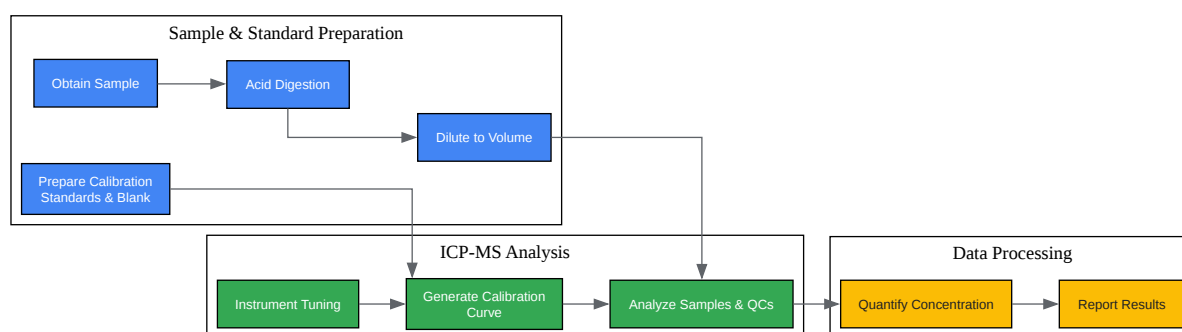 Sample & Standard Preparation
Obtain Sample
Acid Digestion
Dilute to Volume
Prepare Calibration
Standards & Blank
ICP-MS Analysis
Instrument Tuning
Generate Calibration
Curve
Analyze Samples & QCs
Data Processing
Quantify Concentration
Report Results